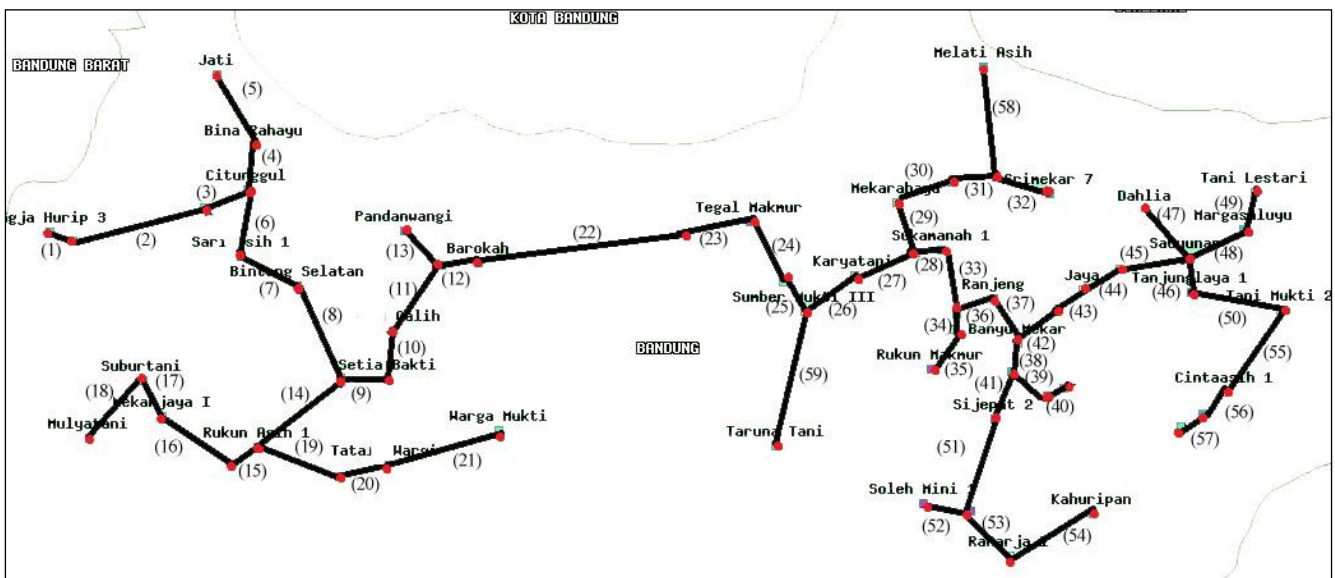 KOTA BANDUNG
BANDUNG BARAT
Jati
(5)
Melati Asih
(58)
Bina Rahayu
(4)
Citunggul
(3)
(6)
(30)
(31)
Srimekar 7
(32)
Mekarahayu
(29)
Tani Lestari
(49)
Dahlia
(47)
Margasaluyu
(48)
Hurip 3
(1)
(2)
Pandanwangi
(13)
Tegal Makmur
(22)
(23)
(24)
Sari Asih 1
Barokah
(12)
Sukamanah 1
(28)
(33)
Karyatani
(27)
(45)
Tanjunglaya 1
(46)
Bintang Selatan
(7)
(8)
(11)
Sumber Mukti III
(25)
(26)
Ranjeng
(36)
(37)
Jaya
(44)
(43)
Tani Mukti 2
(50)
Galih
(10)
BANDUNG
(34)
Banyu Mekar
(42)
Rukun Makmur
(35)
(38)
(39)
(40)
(41)
(55)
Suburtani
(18)
(17)
Setia Bakti
(9)
(14)
(59)
Cintaasih 1
(56)
(57)
Mekarjaya I
Mulyatani
(16)
(15)
Rukun Asih 1
(19)
Warga Mukti
(21)
Wargi
(20)
Taruna Tani
Sijepat 2
(51)
Soleh Mini
(52)
(53)
Kahuripan
(54)
Raharja